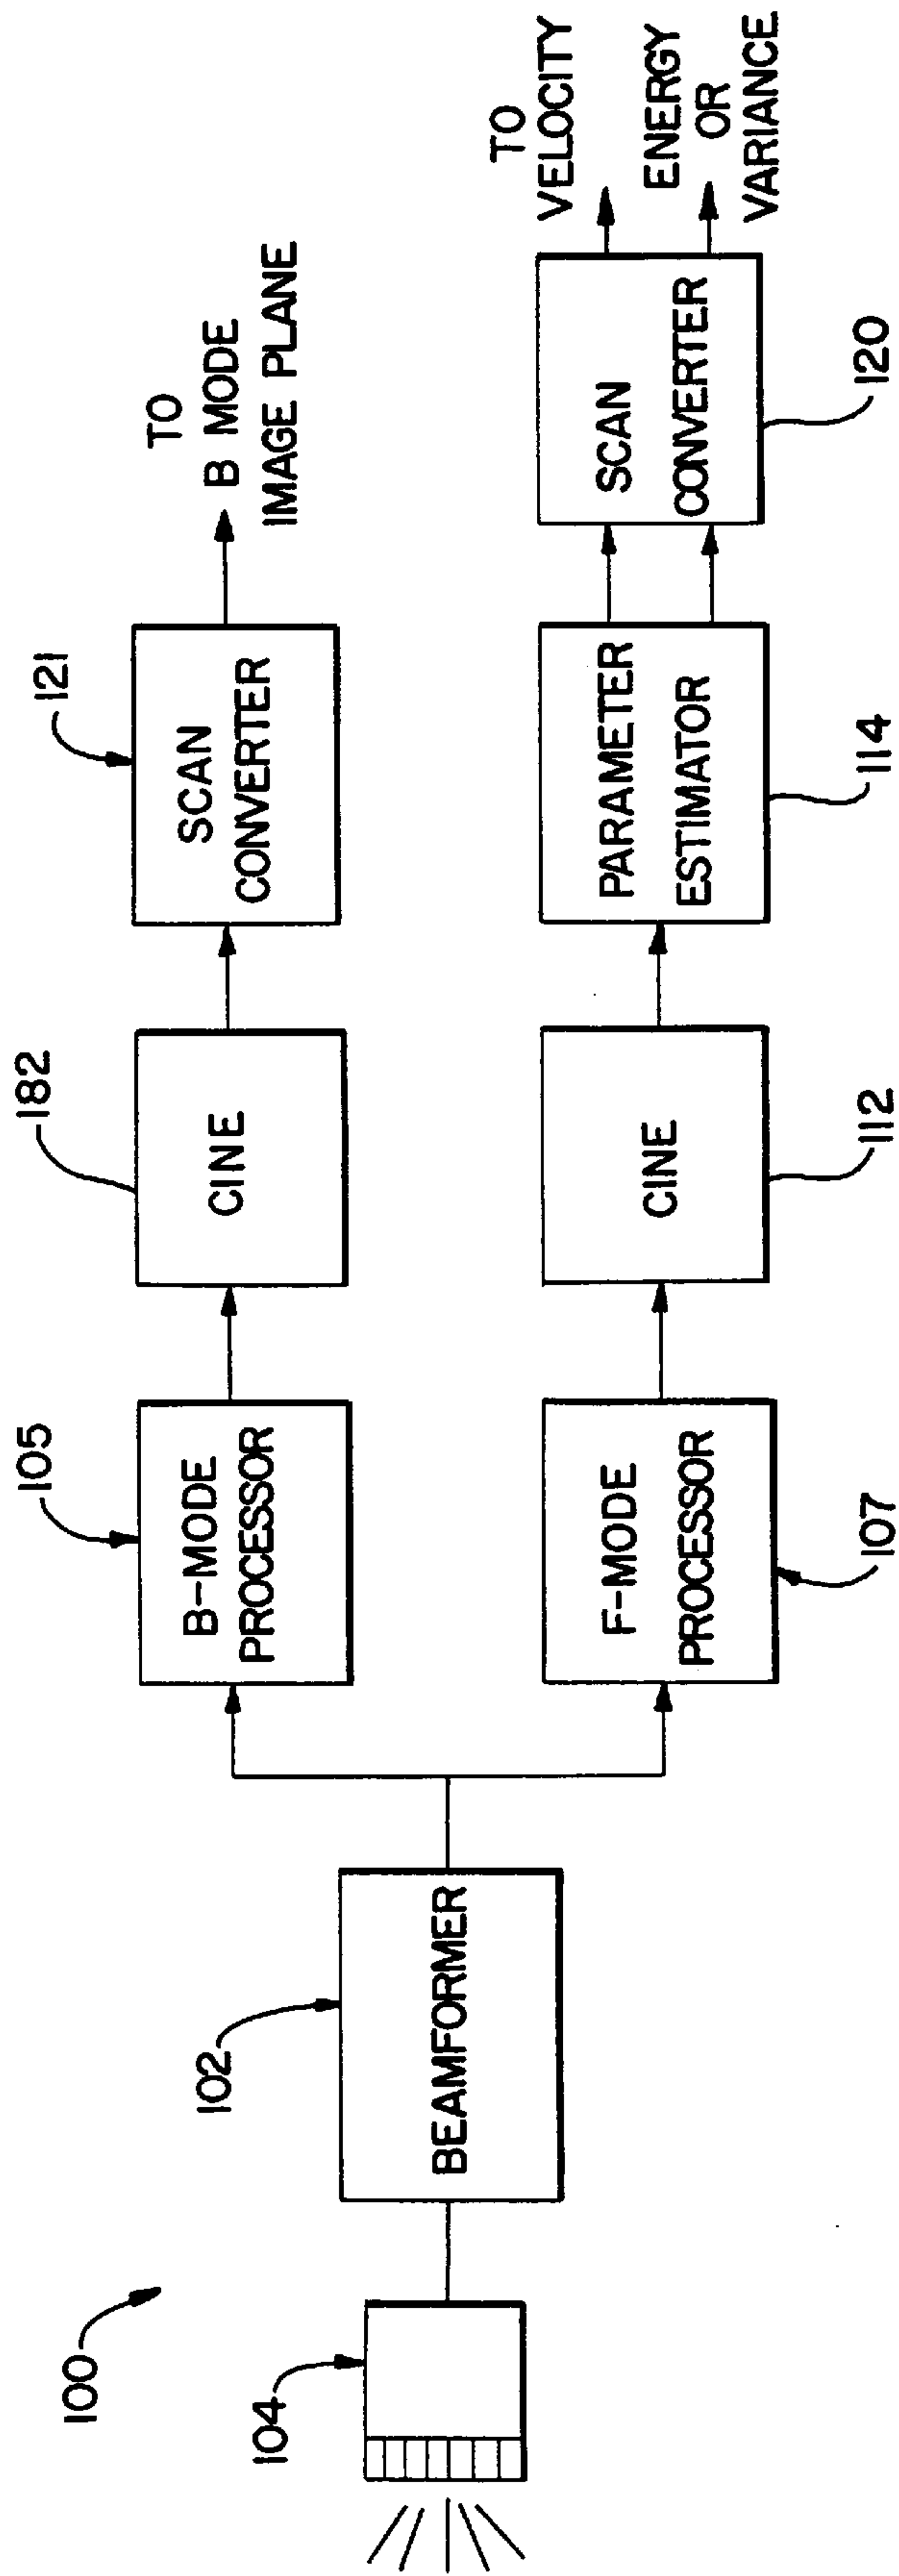 100
104
102
BEAMFORMER
105
B-MODE
PROCESSOR
182
CINE
121
SCAN
CONVERTER
TO
B MODE
IMAGE PLANE
F-MODE
PROCESSOR
107
CINE
112
PARAMETER
ESTIMATOR
114
SCAN
CONVERTER
120
TO
VELOCITY
ENERGY
OR
VARIANCE